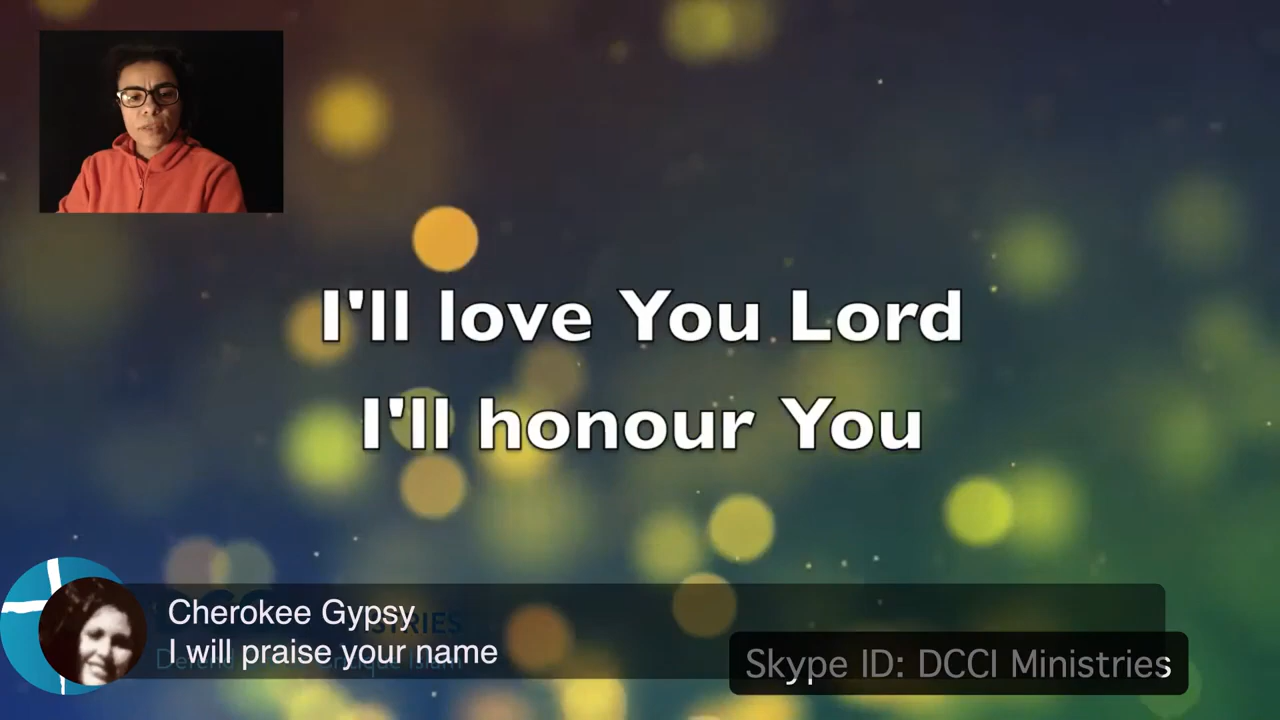 I'll love You Lord
I'll honour You
Cherokee Gypsy
I will praise your name
Skype ID: DCCI Ministries